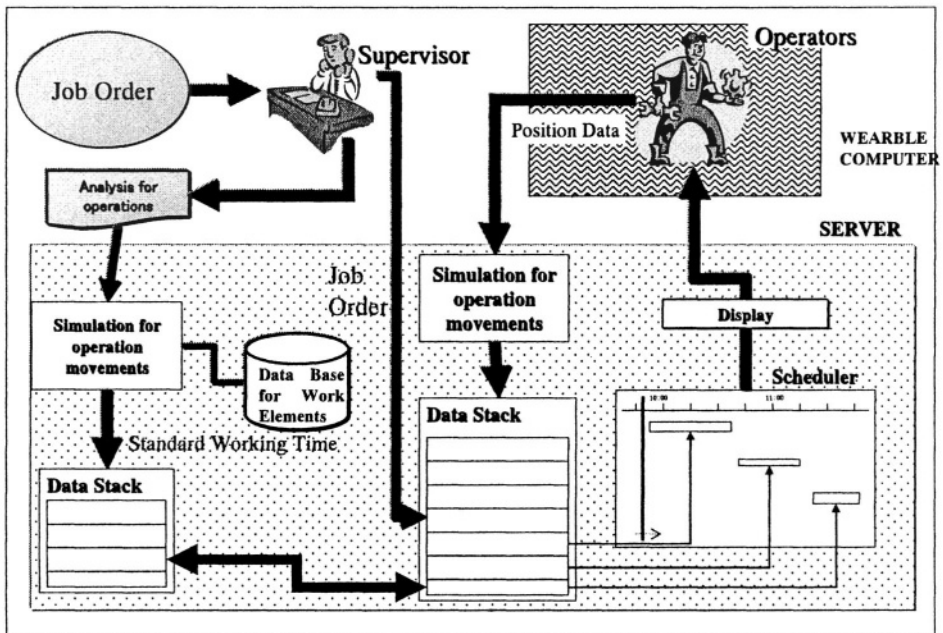 Job Order
Supervisor
Operators
Position Data
WEARBLE
COMPUTER
Analysis for
operations
SERVER
Job
Order
Simulation for
operation
movements
Simulation for
operation
movements
Display
Data Base
for Work
Elements
Scheduler
10:00 11:00
Standard Working Time
Data Stack
Data Stack